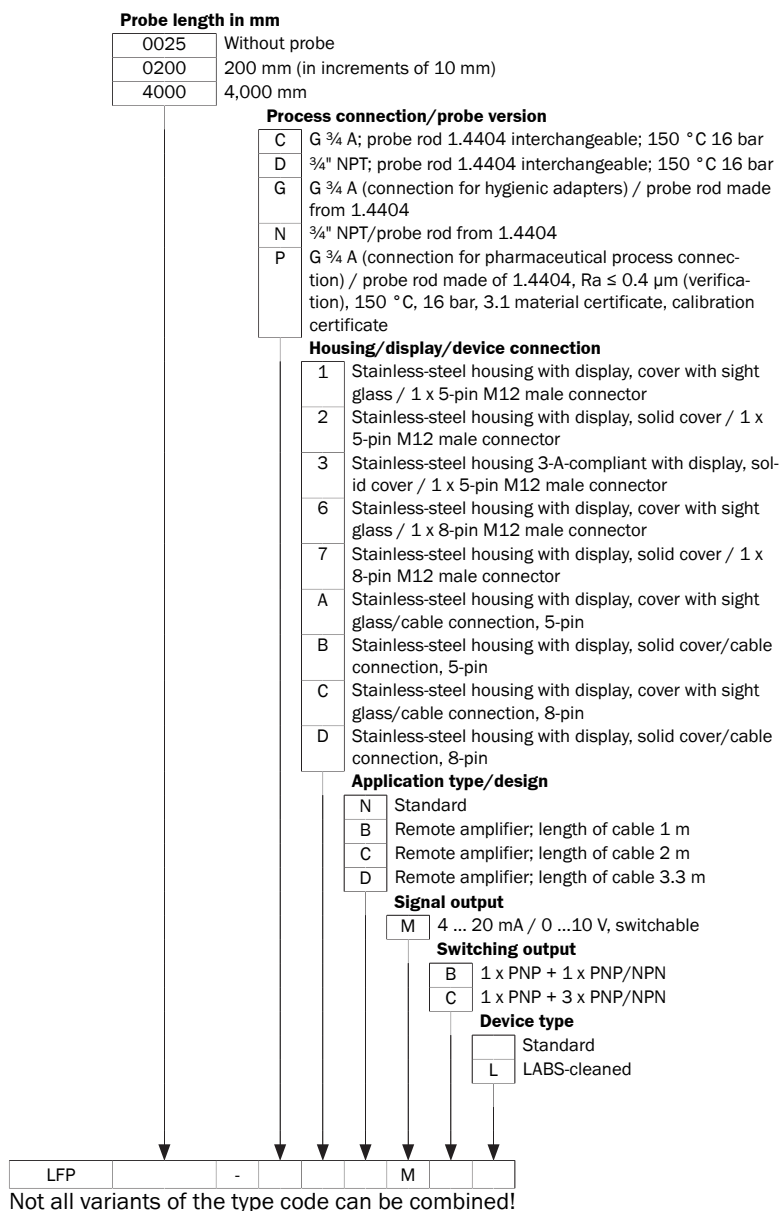 Probe length in mm
0025 Without probe
0200 200 mm (in increments of 10 mm)
4000 4,000 mm
Process connection/probe version
C G ¾ A; probe rod 1.4404 interchangeable; 150 °C 16 bar
D ¾" NPT; probe rod 1.4404 interchangeable; 150 °C 16 bar
G G ¾ A (connection for hygienic adapters) / probe rod made
from 1.4404
N ¾" NPT/probe rod from 1.4404
P G ¾ A (connection for pharmaceutical process connec-
tion) / probe rod made of 1.4404, Ra ≤ 0.4 µm (verifica-
tion), 150 °C, 16 bar, 3.1 material certificate, calibration
certificate
Housing/display/device connection
1 Stainless-steel housing with display, cover with sight
glass / 1 x 5-pin M12 male connector
2 Stainless-steel housing with display, solid cover / 1 x
5-pin M12 male connector
3 Stainless-steel housing 3-A-compliant with display, sol-
id cover / 1 x 5-pin M12 male connector
6 Stainless-steel housing with display, cover with sight
glass / 1 x 8-pin M12 male connector
7 Stainless-steel housing with display, solid cover / 1 x
8-pin M12 male connector
A Stainless-steel housing with display, cover with sight
glass/cable connection, 5-pin
B Stainless-steel housing with display, solid cover/cable
connection, 5-pin
C Stainless-steel housing with display, cover with sight
glass/cable connection, 8-pin
D Stainless-steel housing with display, solid cover/cable
connection, 8-pin
Application type/design
N Standard
B Remote amplifier; length of cable 1 m
C Remote amplifier; length of cable 2 m
D Remote amplifier; length of cable 3.3 m
Signal output
M 4 ... 20 mA / 0 ...10 V, switchable
Switching output
B 1 x PNP + 1 x PNP/NPN
C 1 x PNP + 3 x PNP/NPN
Device type
Standard
L LABS-cleaned
LFP - M
Not all variants of the type code can be combined!